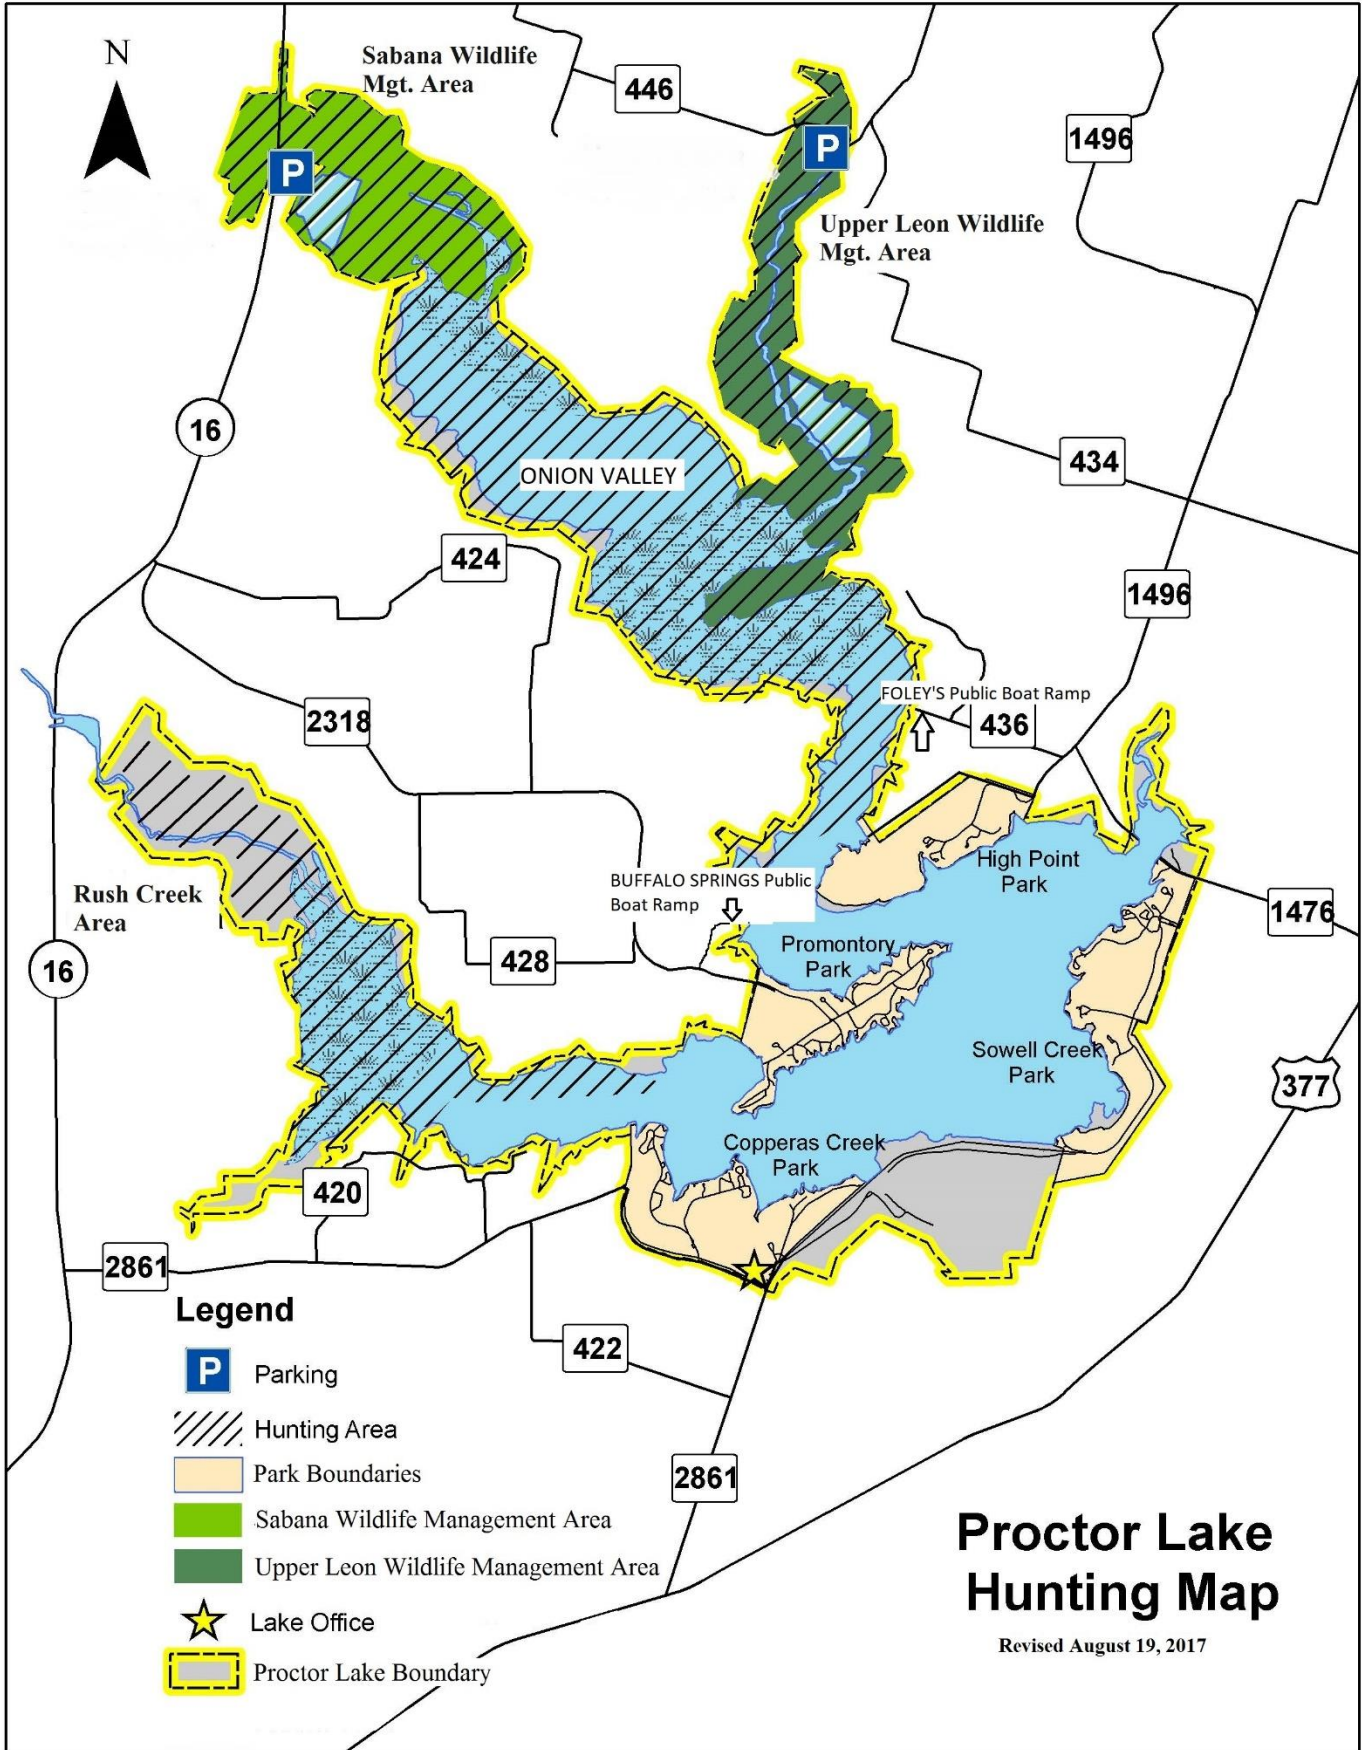 N
Sabana Wildlife
Mgt. Area
446
P
P
1496
Upper Leon Wildlife
Mgt. Area
16
434
ONION VALLEY
424
1496
FOLEY'S Public Boat Ramp
2318
436
High Point
Park
BUFFALO SPRINGS Public
Boat Ramp
Rush Creek
Area
1476
Promontory
Park
428
16
Sowell Creek
Park
377
Copperas Creek
Park
420
2861
Legend
P Parking
Hunting Area
Park Boundaries
Sabana Wildlife Management Area
Upper Leon Wildlife Management Area
Lake Office
Proctor Lake Boundary
422
2861
Proctor Lake
Hunting Map
Revised August 19, 2017